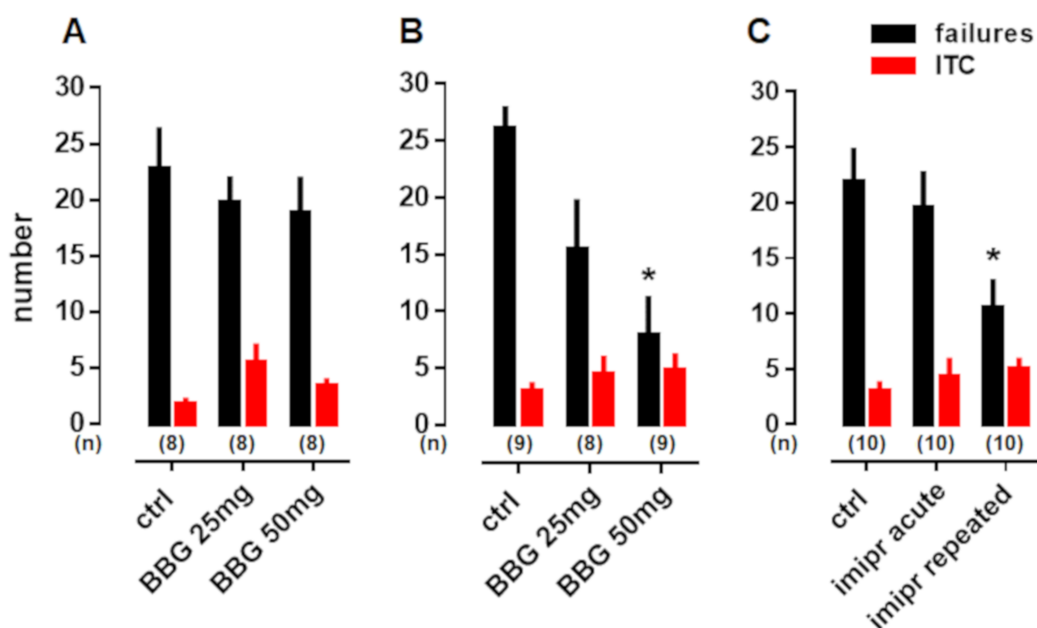 A
B
C
failures
ITC
number
30
25
20
15
10
5
0
(n)
(8)
(8)
(8)
ctrl
BBG 25mg
BBG 50mg
30
25
20
15
10
5
0
*
(n)
(9)
(8)
(9)
ctrl
BBG 25mg
BBG 50mg
30
25
20
15
10
5
0
*
(n)
(10)
(10)
(10)
ctrl
imipr acute
imipr repeated